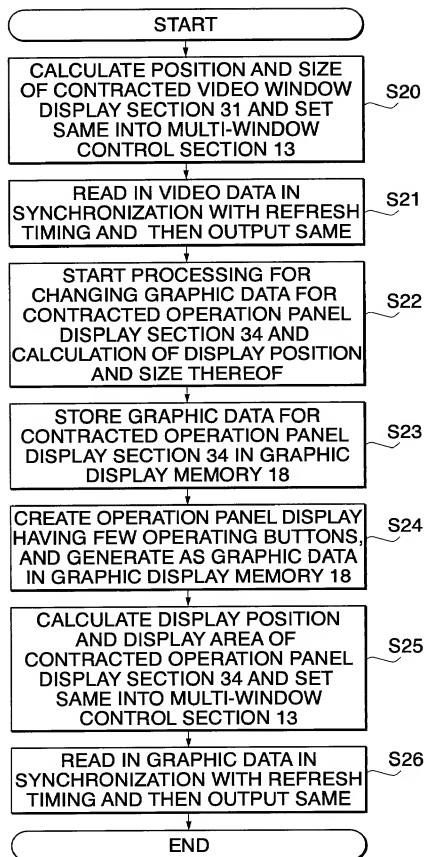 START
CALCULATE POSITION AND SIZE
OF CONTRACTED VIDEO WINDOW
DISPLAY SECTION 31 AND SET
SAME INTO MULTI-WINDOW
CONTROL SECTION 13
S20
READ IN VIDEO DATA IN
SYNCHRONIZATION WITH REFRESH
TIMING AND THEN OUTPUT SAME
S21
START PROCESSING FOR
CHANGING GRAPHIC DATA FOR
CONTRACTED OPERATION PANEL
DISPLAY SECTION 34 AND
CALCULATION OF DISPLAY POSITION
AND SIZE THEREOF
S22
STORE GRAPHIC DATA FOR
CONTRACTED OPERATION PANEL
DISPLAY SECTION 34 IN GRAPHIC
DISPLAY MEMORY 18
S23
CREATE OPERATION PANEL DISPLAY
HAVING FEW OPERATING BUTTONS,
AND GENERATE AS GRAPHIC DATA
IN GRAPHIC DISPLAY MEMORY 18
S24
CALCULATE DISPLAY POSITION
AND DISPLAY AREA OF
CONTRACTED OPERATION PANEL
DISPLAY SECTION 34 AND SET
SAME INTO MULTI-WINDOW
CONTROL SECTION 13
S25
READ IN GRAPHIC DATA IN
SYNCHRONIZATION WITH REFRESH
TIMING AND THEN OUTPUT SAME
S26
END